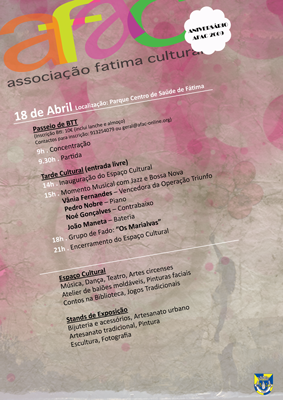 afac
ANIVERSÁRIO
AFAC 2009
associação fatima cultural
18 de Abril Localização: Parque Centro de Saúde de Fátima
Passeio de BTT
(Inscrição Btt: 10€ (inclui lanche e almoço)
Contactos para inscrição: 913254079 ou geral@afac-online.org)
9h - Concentração
9.30h - Partida
Tarde Cultural (entrada livre)
14h - Inauguração do Espaço Cultural
15h - Momento Musical com Jazz e Bossa Nova
Vânia Fernandes – Vencedora da Operação Triunfo
Pedro Nobre – Piano
Noé Gonçalves – Contrabaixo
João Maneta – Bateria
18h - Grupo de Fado: "Os Marialvas"
21h - Encerramento do Espaço Cultural
Espaço Cultural
Música, Dança, Teatro, Artes circenses
Atelier de balões moldáveis, Pinturas faciais
Contos na Biblioteca, Jogos Tradicionais
Stands de Exposição
Bijuteria e acessórios, Artesanato urbano
Artesanato tradicional, Pintura
Escultura, Fotografia